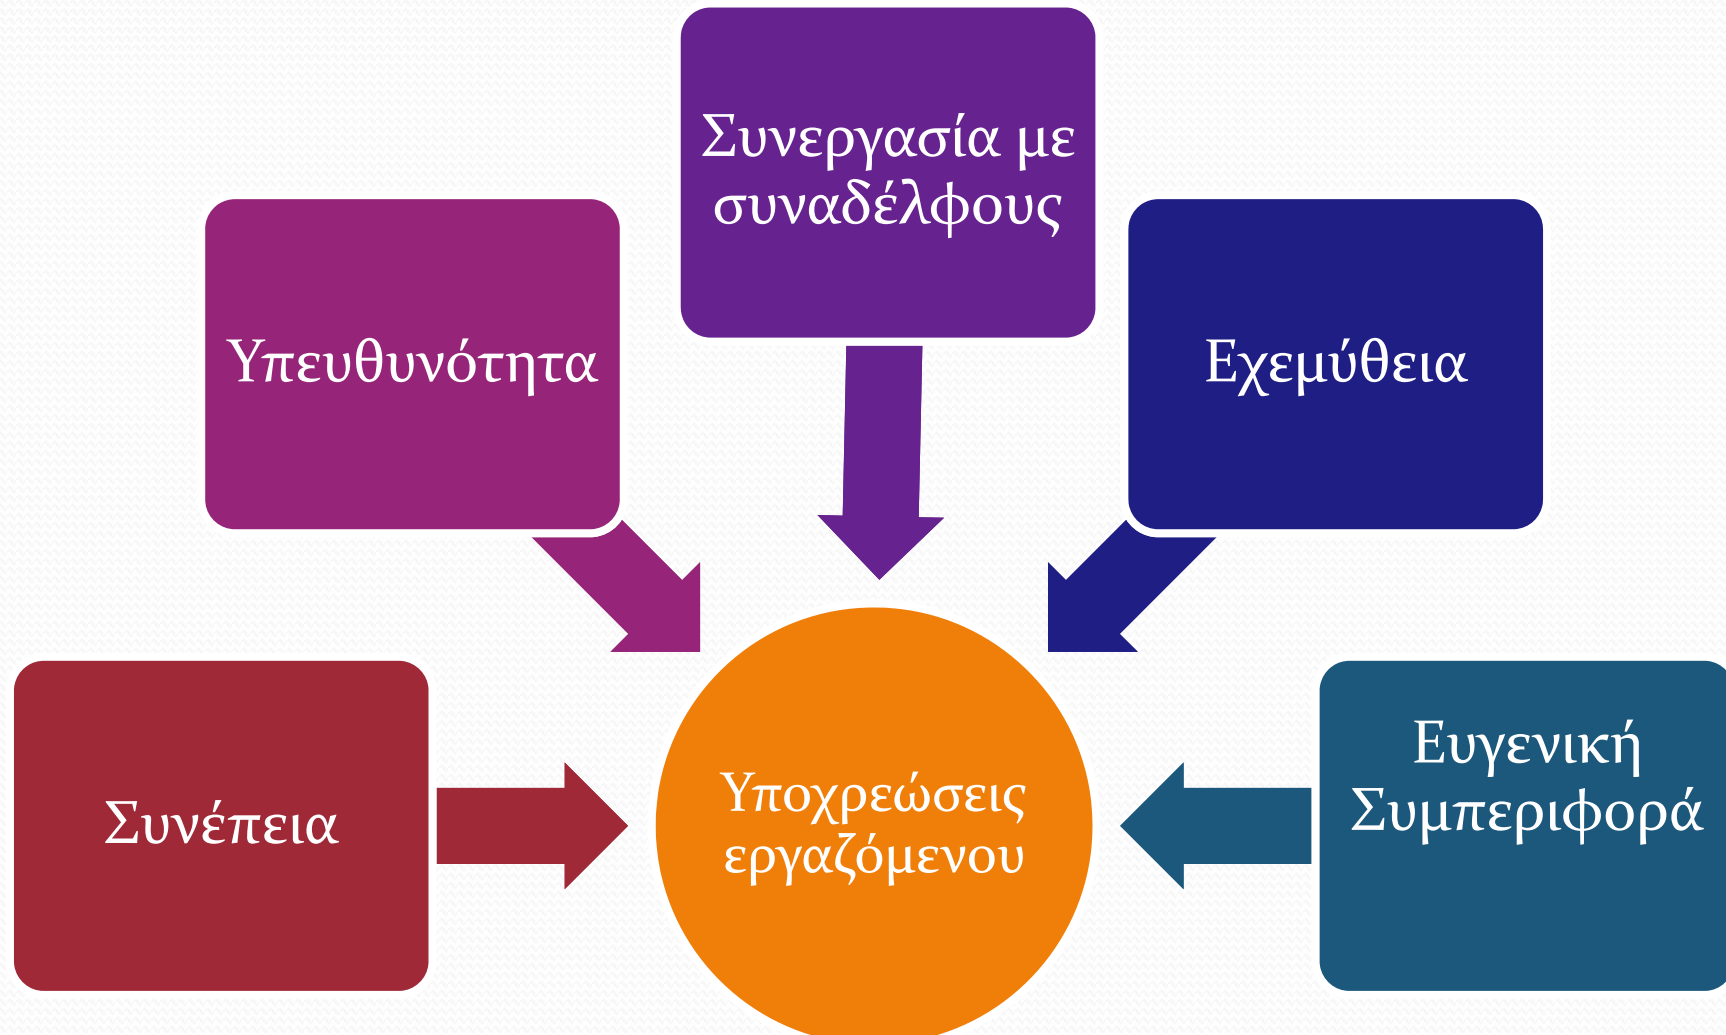 Συνεργασία με
συναδέλφους
Υπευθυνότητα
Εχεμύθεια
Συνέπεια
Υποχρεώσεις
εργαζόμενου
Ευγενική
Συμπεριφορά